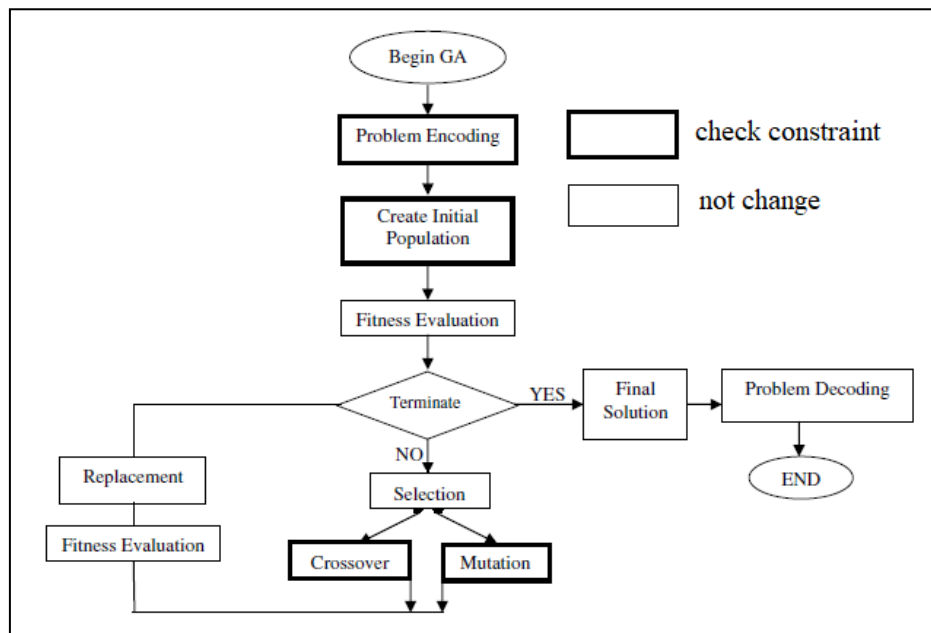 Begin GA
Problem Encoding
check constraint
not change
Create Initial
Population
Fitness Evaluation
Terminate
YES
Final
Solution
Problem Decoding
NO
Replacement
Selection
END
Fitness Evaluation
Crossover
Mutation